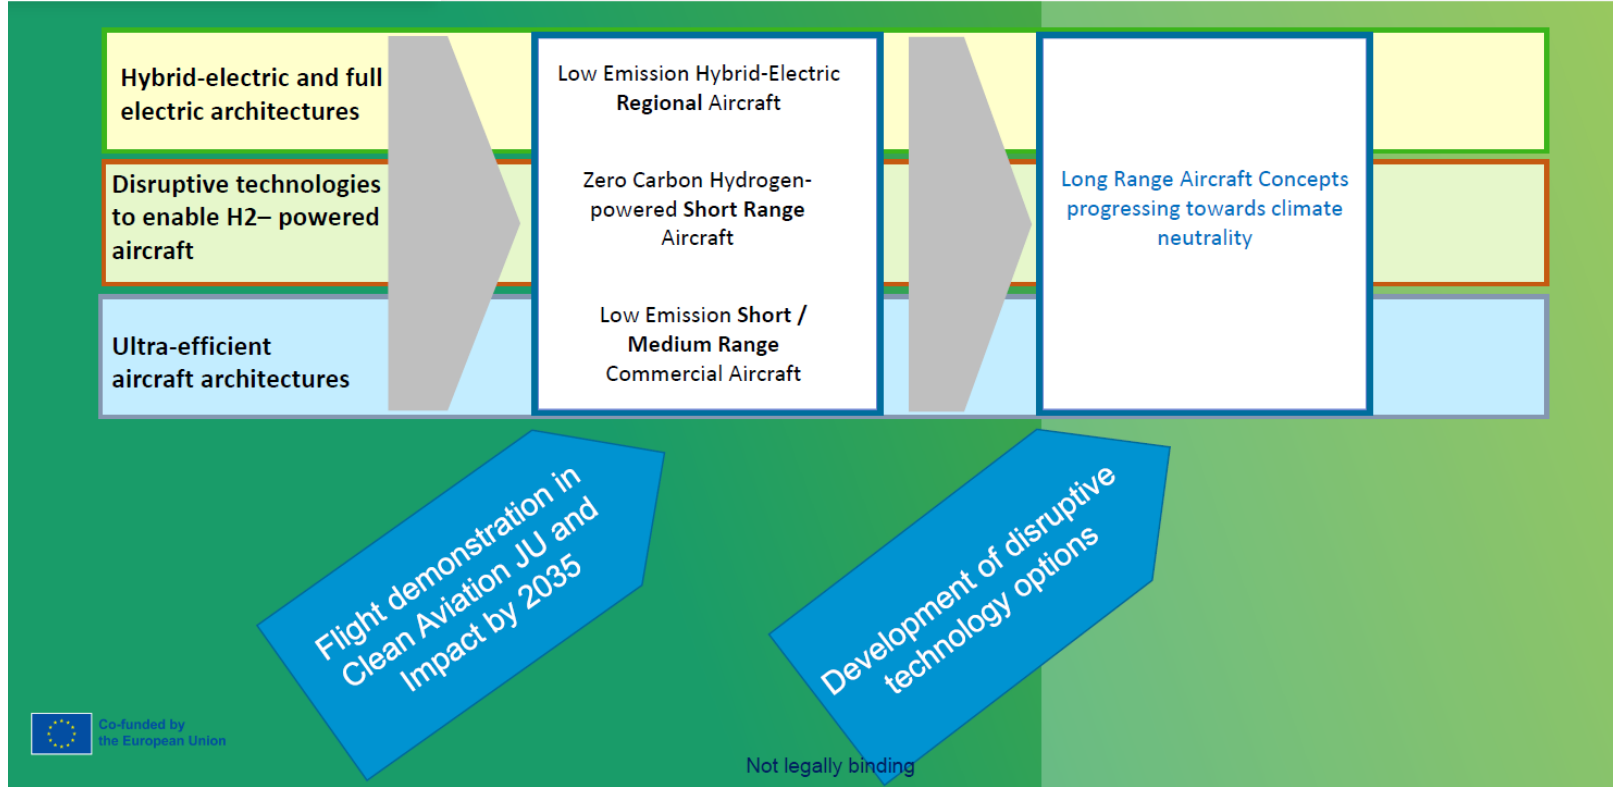 Hybrid-electric and full
electric architectures
Low Emission Hybrid-Electric
Regional Aircraft
Disruptive technologies
to enable H2– powered
aircraft
Zero Carbon Hydrogen-
powered Short Range
Aircraft
Long Range Aircraft Concepts
progressing towards climate
neutrality
Ultra-efficient
aircraft architectures
Low Emission Short /
Medium Range
Commercial Aircraft
Flight demonstration in
Clean Aviation JU and
Impact by 2035
Development of disruptive
technology options
Co-funded by
the European Union
Not legally binding